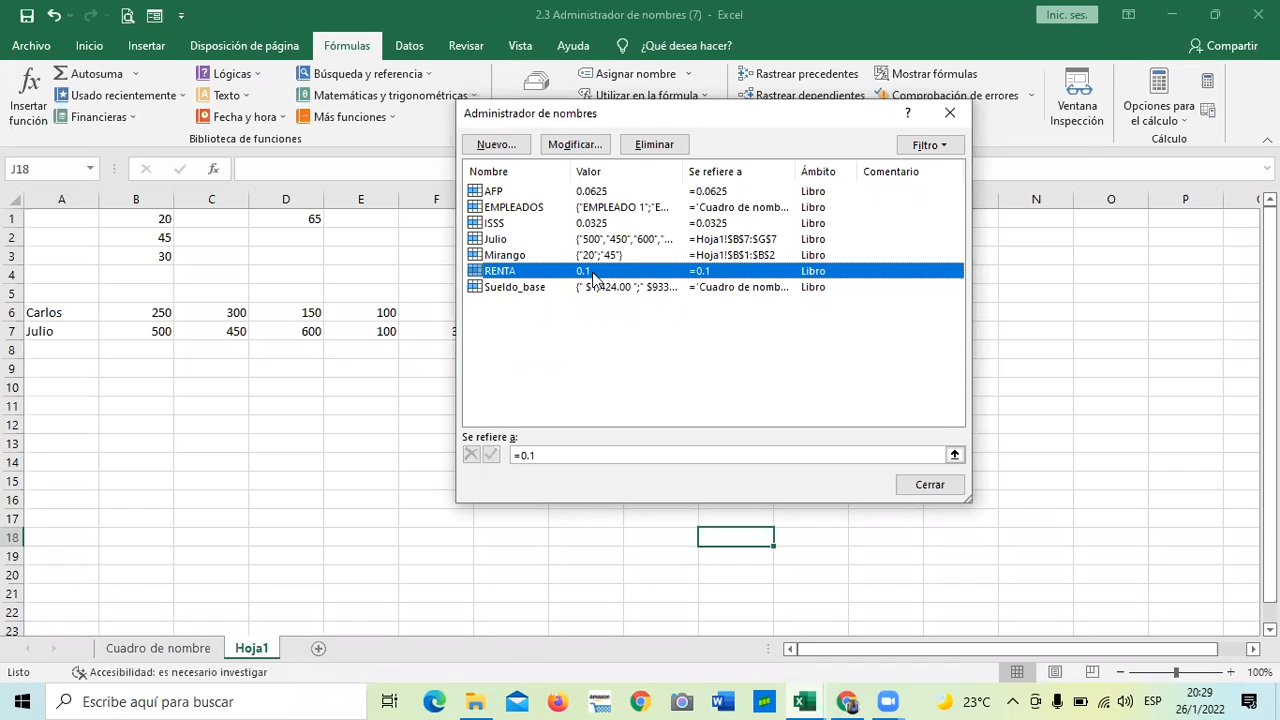 2.3 Administrador de nombres (7) - Excel
Inic. ses.
Archivo Inicio Insertar Disposición de página Fórmulas Datos Revisar Vista Ayuda ¿Qué desea hacer? Compartir
Insertar función
Autosuma
Usado recientemente
Financieras
Lógicas
Texto
Fecha y hora
Búsqueda y referencia
Matemáticas y trigonométricas
Más funciones
Biblioteca de funciones
Asignar nombre
Utilizar en la fórmula
Rastrear precedentes
Rastrear dependientes
Mostrar fórmulas
Comprobación de errores
Ventana Inspección
Opciones para el cálculo
Cálculo
J18
fx
Administrador de nombres
?
Nuevo... Modificar... Eliminar Filtro
Nombre Valor Se refiere a Ámbito Comentario
AFP 0.0625 =0.0625 Libro
EMPLEADOS {"EMPLEADO 1";"E... ='Cuadro de nomb... Libro
ISSS 0.0325 =0.0325 Libro
Julio {"500","450","600","... =Hoja1!$B$7:$G$7 Libro
Mirango {"20";"45"} =Hoja1!$B$1:$B$2 Libro
RENTA 0.1 =0.1 Libro
Sueldo_base {" $1,424.00 ";" $933... ='Cuadro de nomb... Libro
Se refiere a:
=0.1
Cerrar
A B C D E F N O P
1 20 65
2 45
3 30
4
5
6 Carlos 250 300 150 100
7 Julio 500 450 600 100
8
9
10
11
12
13
14
15
16
17
18
19
20
21
22
23
Cuadro de nombre Hoja1
Listo Accesibilidad: es necesario investigar 100%
Escribe aquí para buscar
amazon
23°C
ESP
20:29
26/1/2022